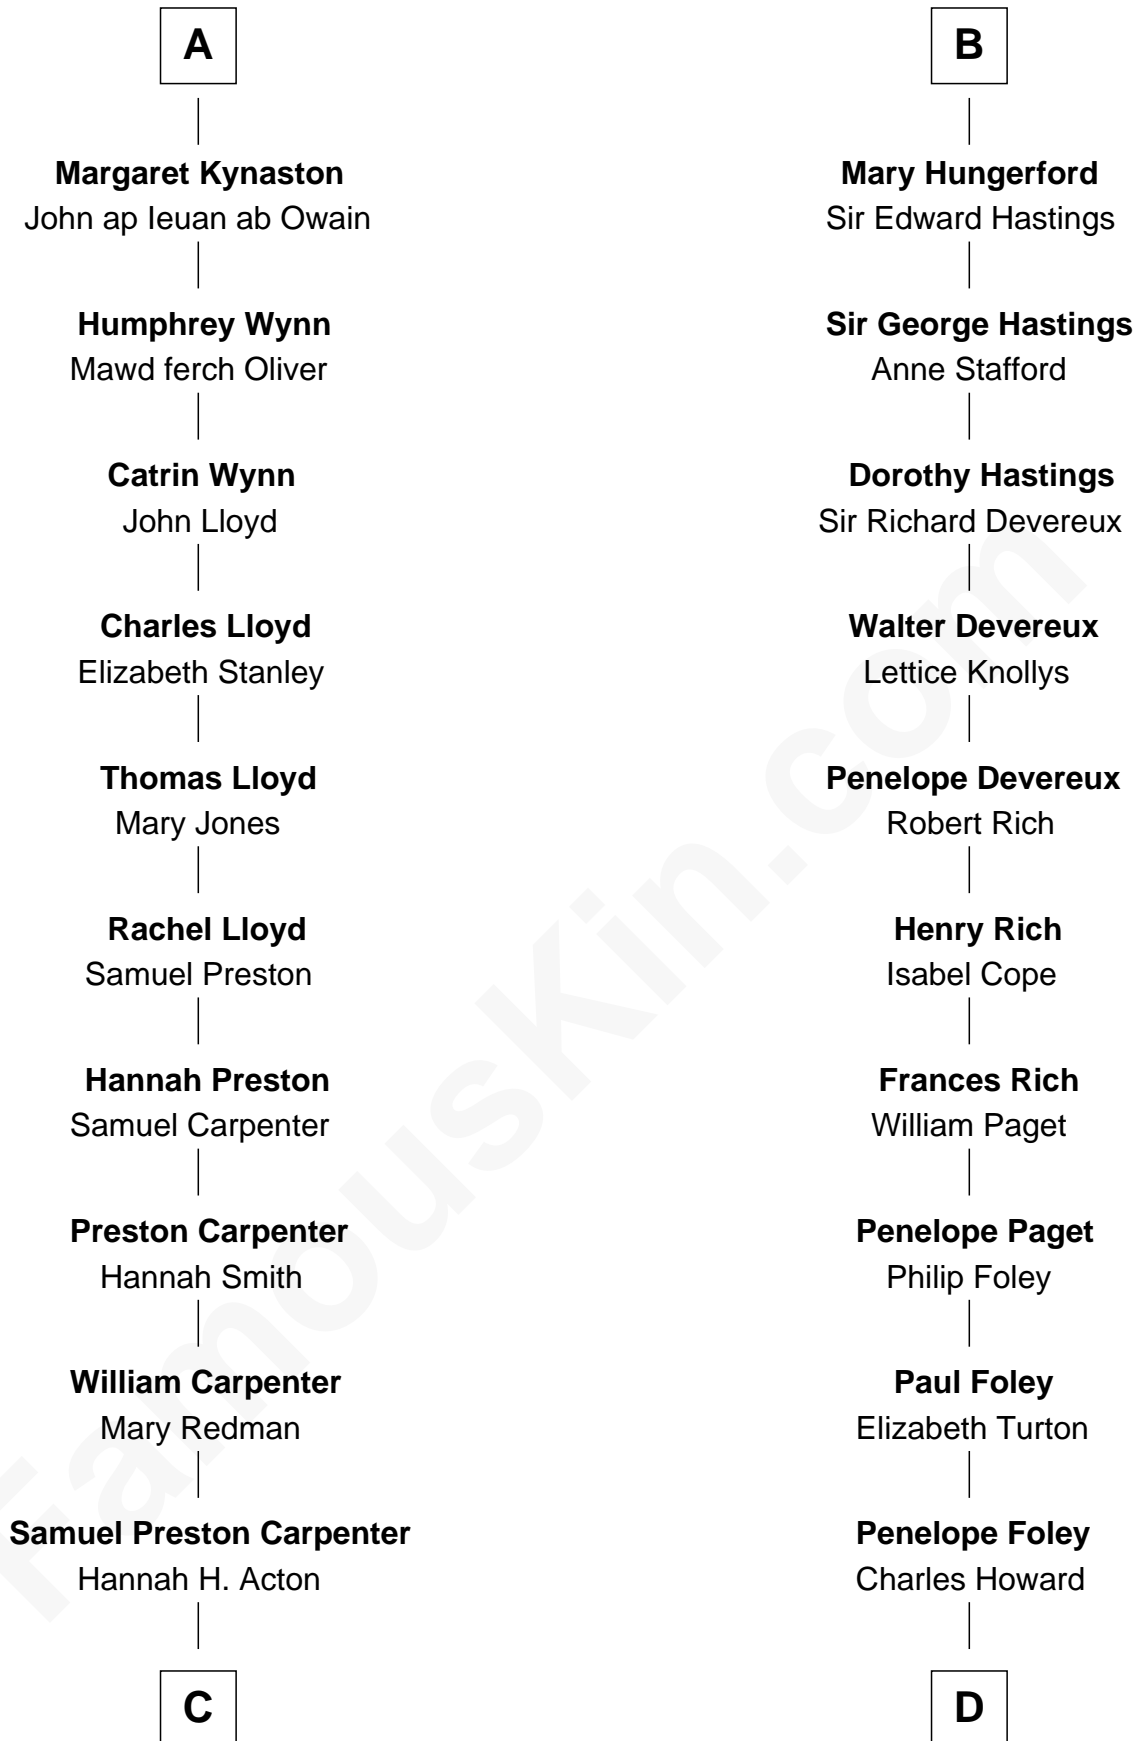 A
Margaret Kynaston
John ap Ieuan ab Owain
Humphrey Wynn
Mawd ferch Oliver
Catrin Wynn
John Lloyd
Charles Lloyd
Elizabeth Stanley
Thomas Lloyd
Mary Jones
Rachel Lloyd
Samuel Preston
Hannah Preston
Samuel Carpenter
Preston Carpenter
Hannah Smith
William Carpenter
Mary Redman
Samuel Preston Carpenter
Hannah H. Acton
C
B
Mary Hungerford
Sir Edward Hastings
Sir George Hastings
Anne Stafford
Dorothy Hastings
Sir Richard Devereux
Walter Devereux
Lettice Knollys
Penelope Devereux
Robert Rich
Henry Rich
Isabel Cope
Frances Rich
William Paget
Penelope Paget
Philip Foley
Paul Foley
Elizabeth Turton
Penelope Foley
Charles Howard
D
FamousKin.com